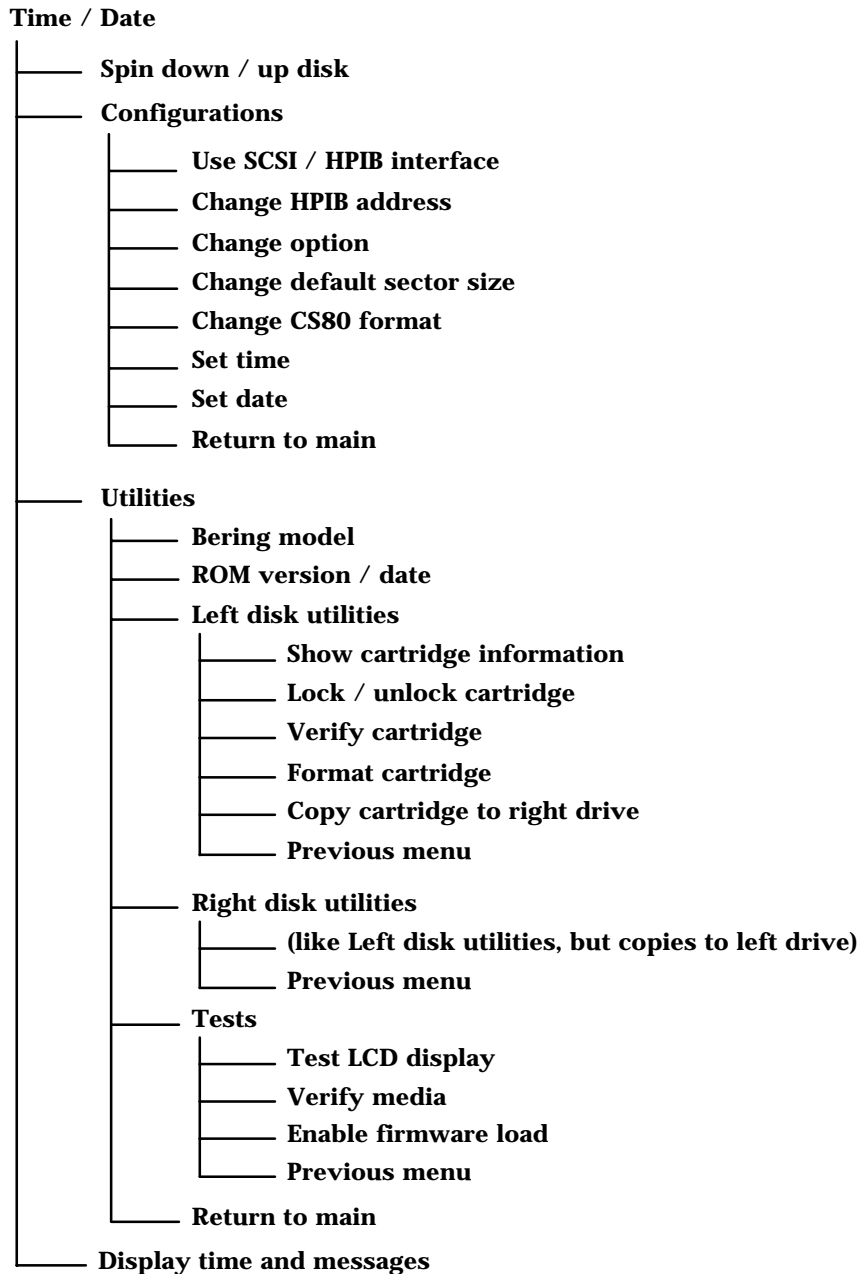 Time / Date
Spin down / up disk
Configurations
Use SCSI / HPIB interface
Change HPIB address
Change option
Change default sector size
Change CS80 format
Set time
Set date
Return to main
Utilities
Bering model
ROM version / date
Left disk utilities
Show cartridge information
Lock / unlock cartridge
Verify cartridge
Format cartridge
Copy cartridge to right drive
Previous menu
Right disk utilities
(like Left disk utilities, but copies to left drive)
Previous menu
Tests
Test LCD display
Verify media
Enable firmware load
Previous menu
Return to main
Display time and messages